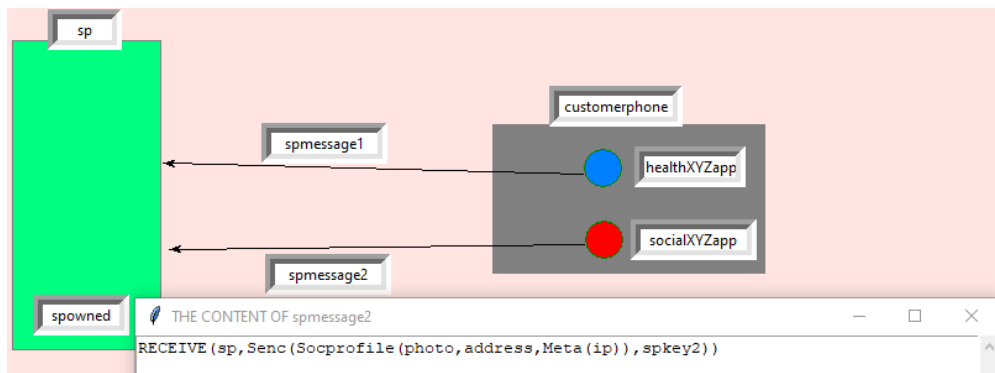 sp
customerphone
spmessage1
healthXYZapp
socialXYZapp
spmessage2
spowned
THE CONTENT OF spmessage2
RECEIVE(sp,Senc(Socprofile(photo,address,Meta(ip)),spkey2))